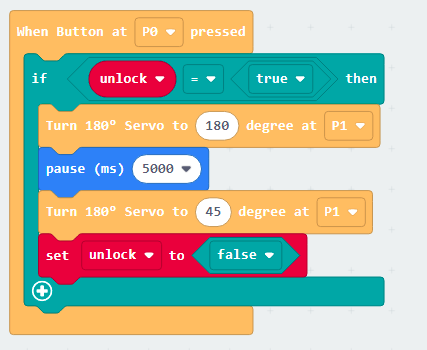 When Button at P0 pressed
if unlock = true then
Turn 180° Servo to 180 degree at P1
pause (ms) 5000
Turn 180° Servo to 45 degree at P1
set unlock to false